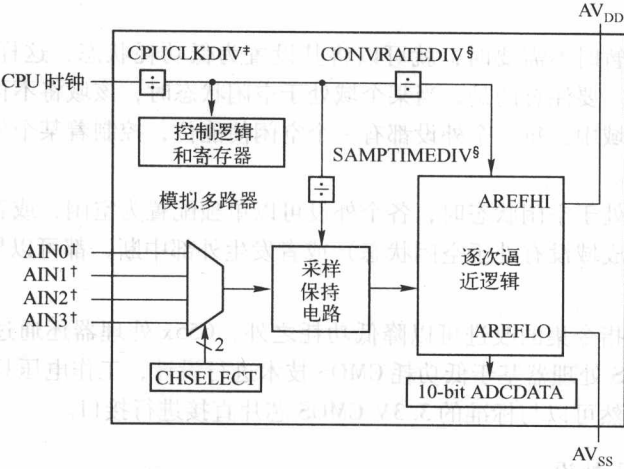 AVDD
CPUCLKDIV‡
CONVRATEDIV§
CPU 时钟
÷
÷
控制逻辑
和寄存器
SAMPTIMEDIV§
÷
AREFHI
模拟多路器
AIN0†
AIN1†
AIN2†
AIN3†
采样
保持
电路
逐次逼
近逻辑
AREFLO
2
CHSELECT
10-bit ADCDATA
AVSS